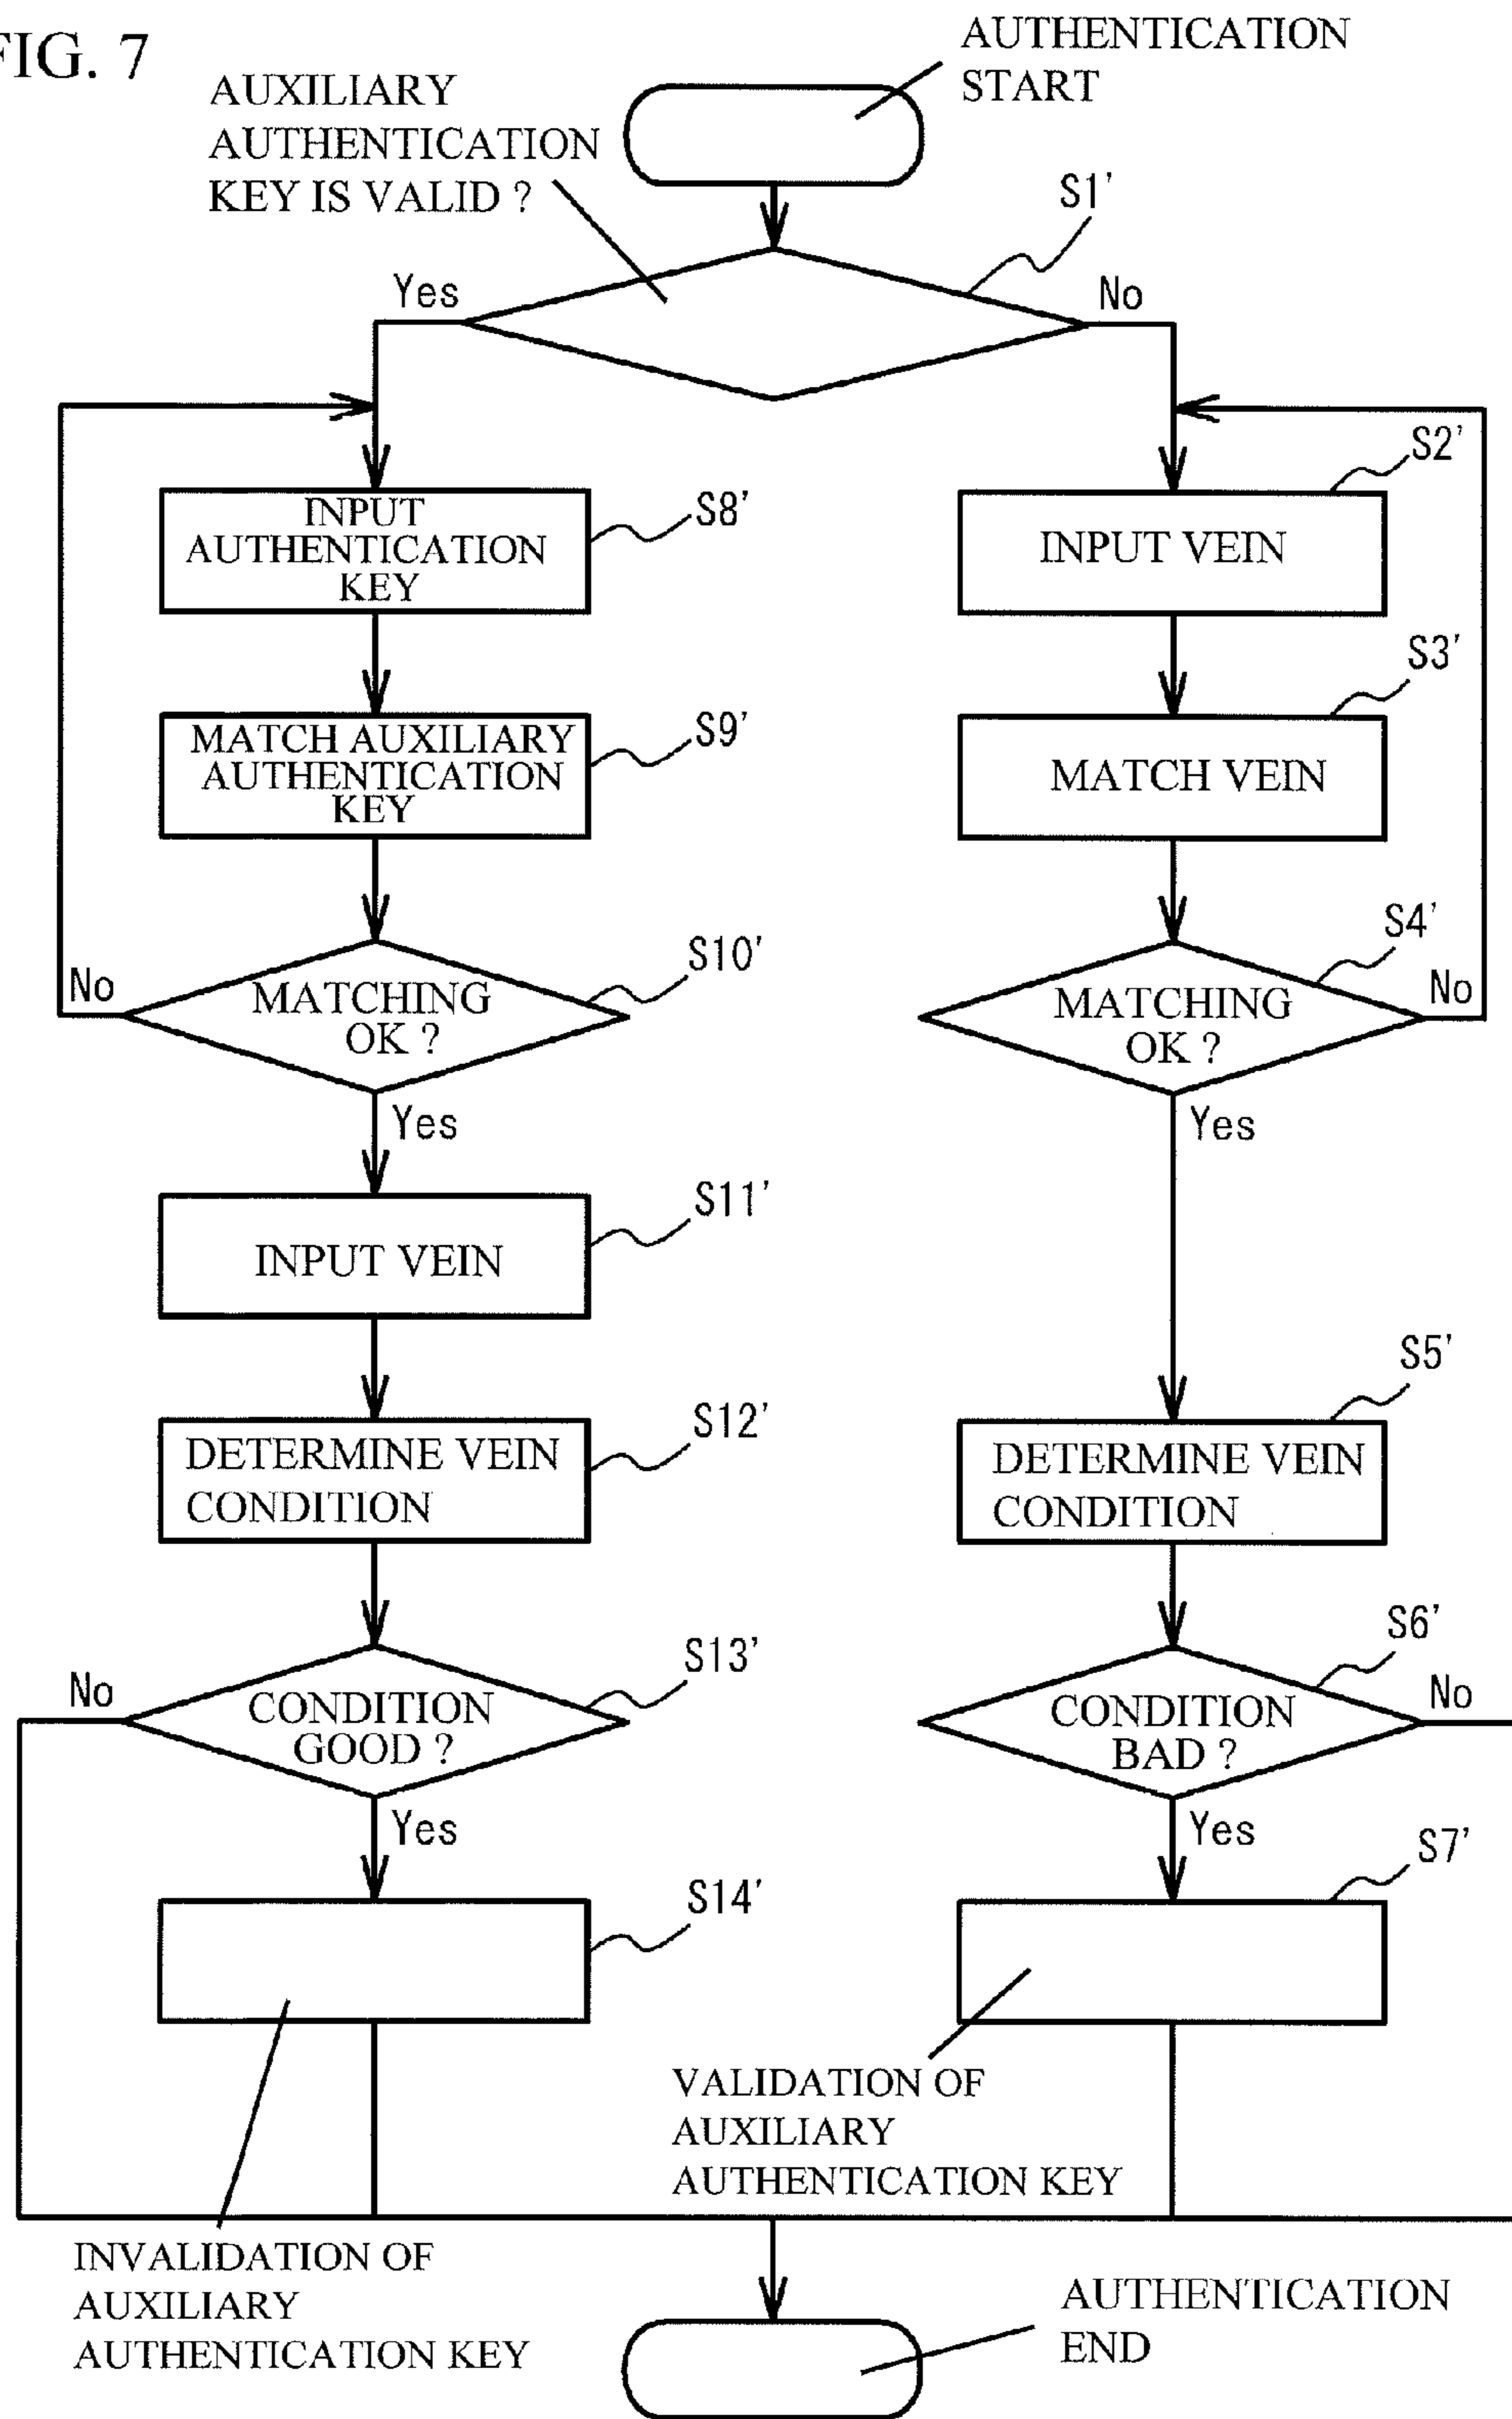 FIG. 7
AUTHENTICATION
START
AUXILIARY
AUTHENTICATION
KEY IS VALID ?
S1'
Yes
No
S2'
INPUT
AUTHENTICATION
KEY
S8'
INPUT VEIN
S3'
MATCH AUXILIARY
AUTHENTICATION
KEY
S9'
MATCH VEIN
S4'
S10'
No
MATCHING
OK ?
MATCHING
OK ?
No
Yes
Yes
S11'
INPUT VEIN
S5'
S12'
DETERMINE VEIN
CONDITION
DETERMINE VEIN
CONDITION
S6'
S13'
No
CONDITION
GOOD ?
CONDITION
BAD ?
No
Yes
Yes
S7'
S14'
VALIDATION OF
AUXILIARY
AUTHENTICATION KEY
INVALIDATION OF
AUXILIARY
AUTHENTICATION KEY
AUTHENTICATION
END